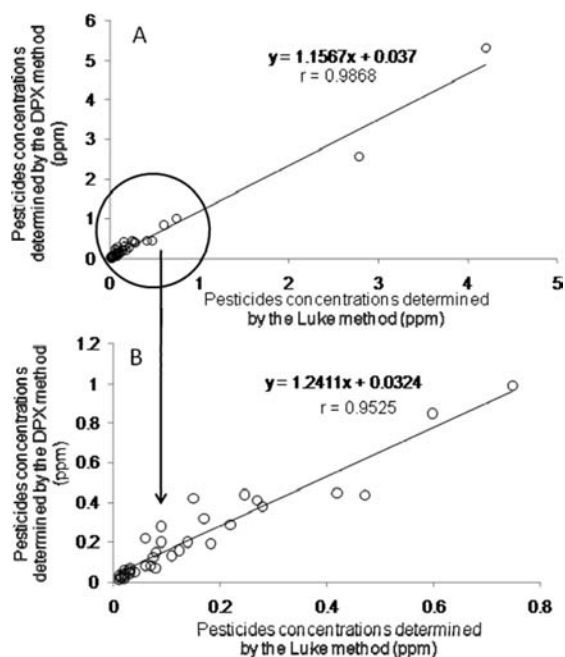 A
y = 1.1567x + 0.037
r = 0.9868
Pesticides concentrations
determined by the DPX method
(ppm)
6
5
4
3
2
1
0
0 1 2 3 4 5
Pesticides concentrations determined
by the Luke method (ppm)
B
y = 1.2411x + 0.0324
r = 0.9525
Pesticides concentrations
determined by the DPX method
(ppm)
1.2
1
0.8
0.6
0.4
0.2
0
0 0.2 0.4 0.6 0.8
Pesticides concentrations determined
by the Luke method (ppm)